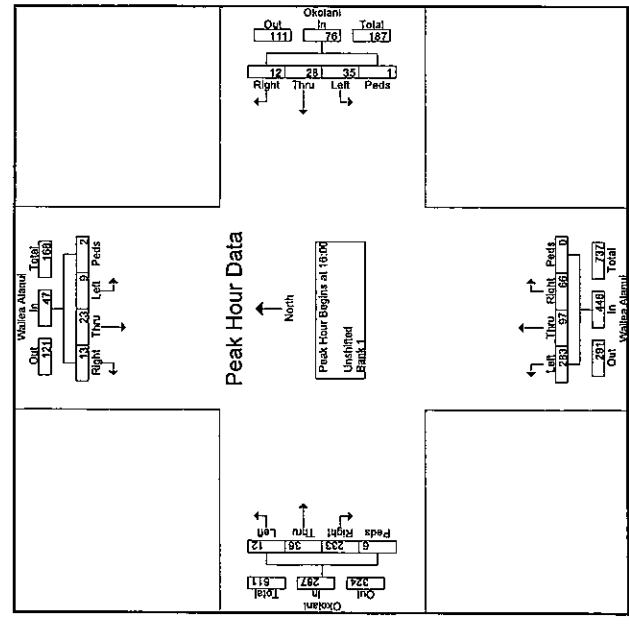 Okolani
Out In Total
111 76 187
12 28 35 1
Right Thru Left Peds
Wailea Alanui
Out In Total
121 47 168
13 23 9 2
Right Thru Left Peds
Peak Hour Data
North
Peak Hour Begins at 16:00
Unshifted
Bank 1
Left Thru Right Peds
283 97 66 0
291 446 737
Out In Total
Wailea Alanui
Left Thru Right Peds
12 36 233 6
611 287 324
Total In Out
Okolani